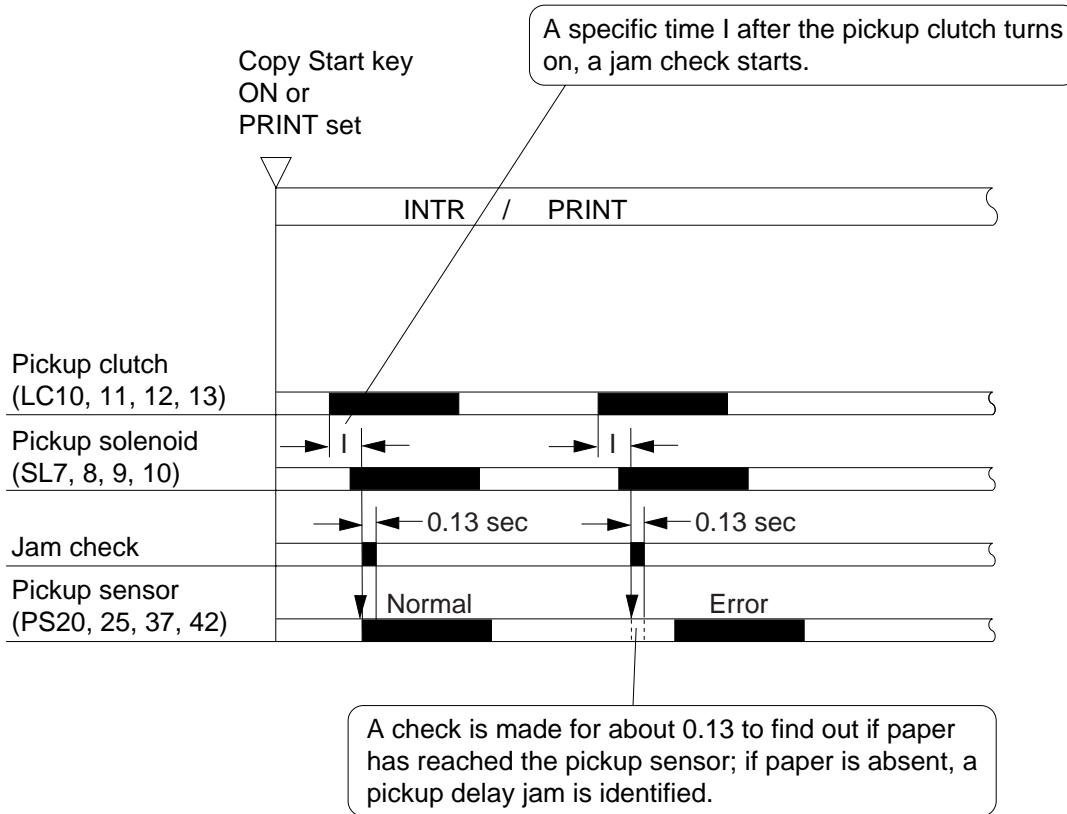 A specific time l after the pickup clutch turns
on, a jam check starts.
Copy Start key
ON or
PRINT set
INTR / PRINT
Pickup clutch
(LC10, 11, 12, 13)
l
l
Pickup solenoid
(SL7, 8, 9, 10)
0.13 sec
0.13 sec
Jam check
Pickup sensor
(PS20, 25, 37, 42)
Normal
Error
A check is made for about 0.13 to find out if paper
has reached the pickup sensor; if paper is absent, a
pickup delay jam is identified.